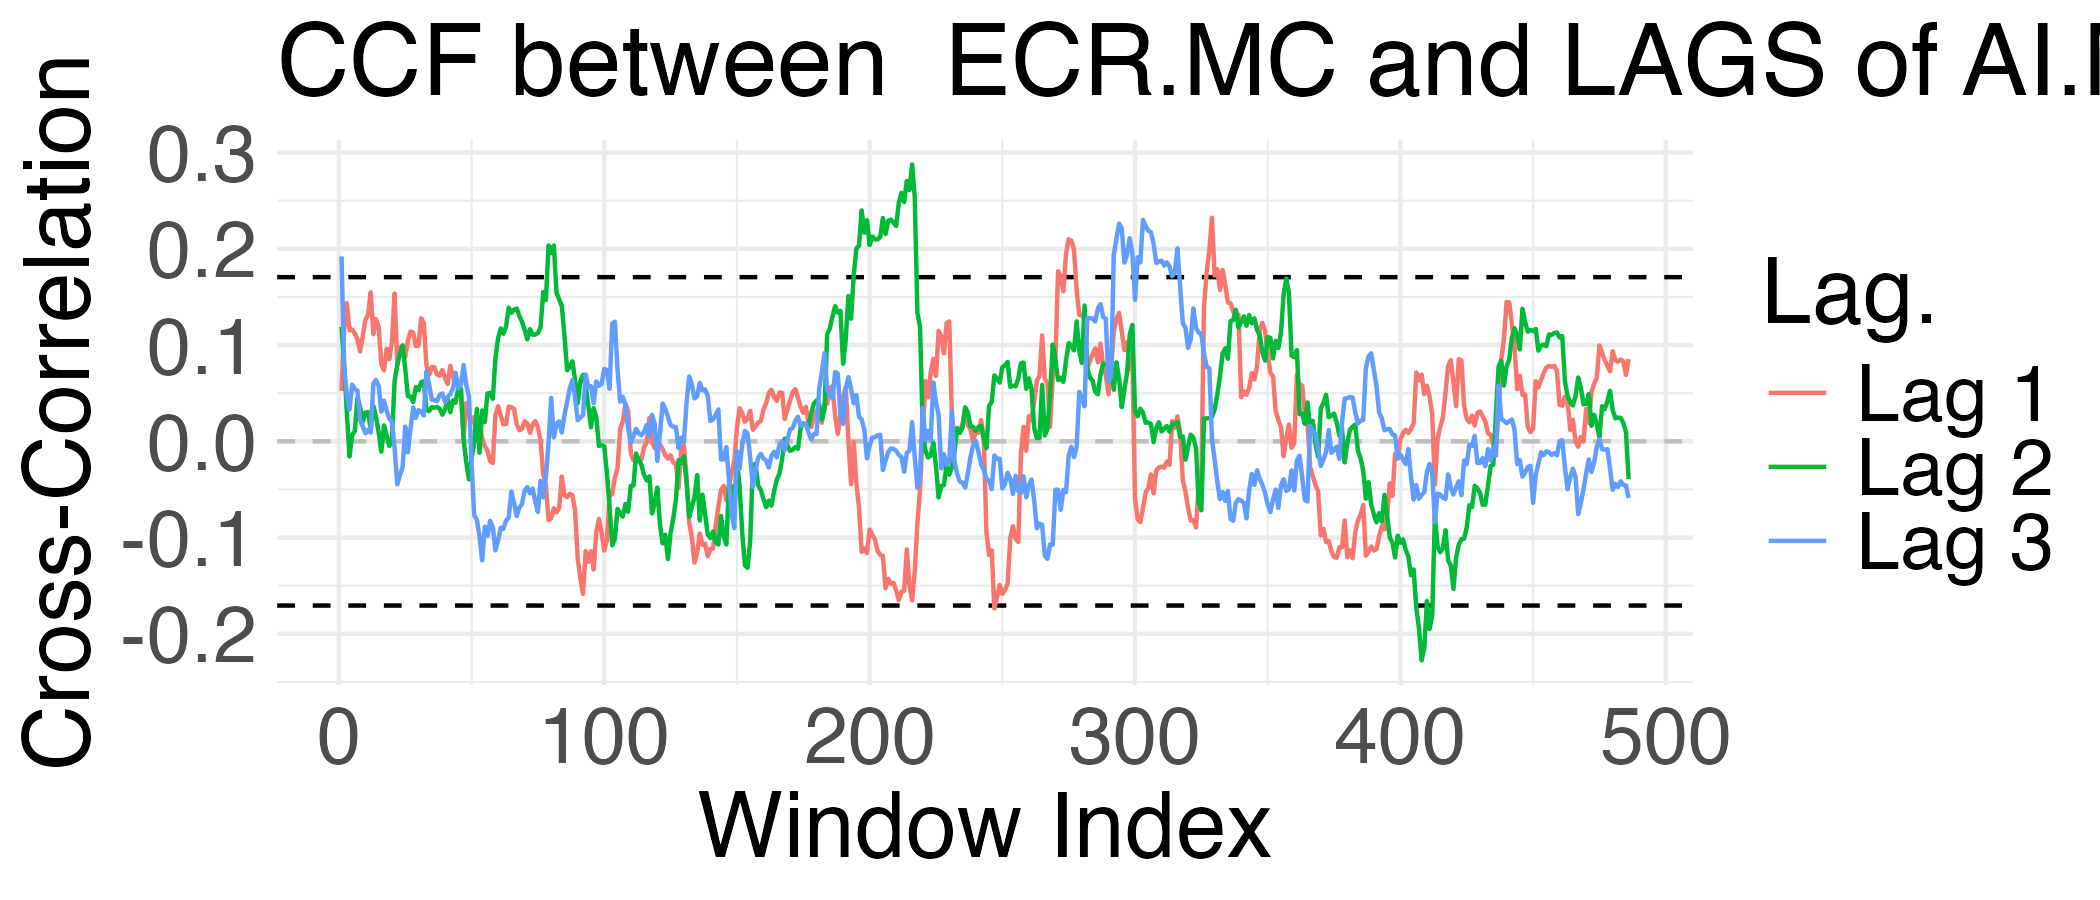 CCF between  ECR.MC and LAGS of AI.
Cross-Correlation
0.3
0.2
0.1
0.0
-0.1
-0.2
0
100
200
300
400
500
Window Index
Lag.
Lag 1
Lag 2
Lag 3